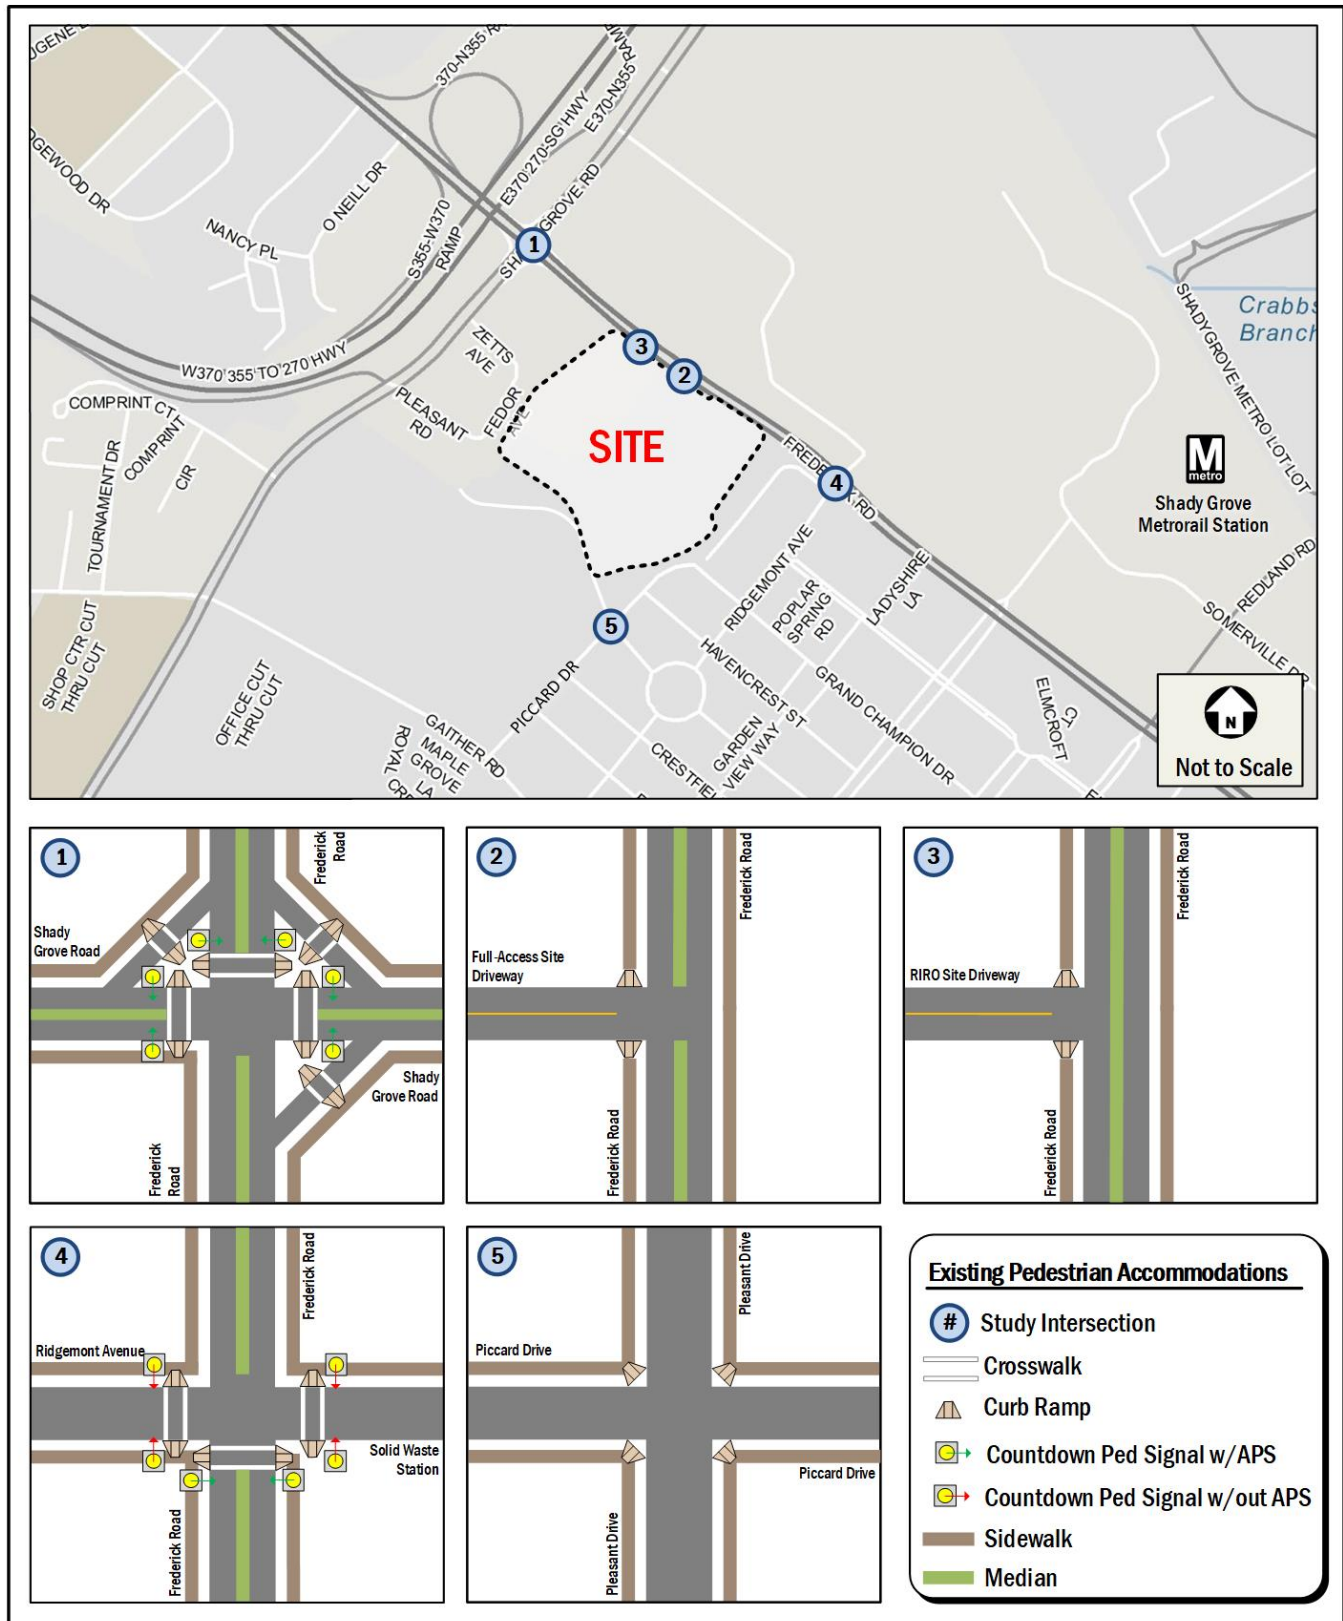 370-N355 RA
RAMP
E370-N355
E370 270-SG HWY
O NEILL DR
DGEWOOD DR
NANCY PL
S355-W370
RAMP
GROVE RD
1
SHADYGROVE METRO LOT LOT
Crabbs
Branch
W370 355 TO 270 HWY
ZETTS
AVE
3
2
COMPRINT CT
COMPRINT
CIR
TOURNAMENT DR
PLEASANT
RD
FEDOR
AVE
SITE
FREDE
K RD
4
M
metro
Shady Grove
Metrorail Station
RIDGEMONT AVE
POPLAR
SPRING
RD
LADYSHIRE
LA
REDLAND RD
SOMERVILLE DR
5
SHOP CTR CUT
THRU CUT
OFFICE CUT
THRU CUT
PICCARD DR
HAVENCREST ST
GRAND CHAMPION DR
GARDEN
VIEW WAY
CRESTFIEL
GAITHER RD
MAPLE
GROVE
LA
ROYAL CR
ELMCROFT
CT
N
Not to Scale
1
Frederick
Road
Shady
Grove Road
Shady
Grove Road
Frederick
Road
2
Frederick Road
Full-Access Site
Driveway
Frederick Road
3
Frederick Road
RIRO Site Driveway
Frederick Road
4
Frederick Road
Ridgemont Avenue
Solid Waste
Station
Frederick Road
5
Pleasant Drive
Piccard Drive
Piccard Drive
Pleasant Drive
Existing Pedestrian Accommodations
# Study Intersection
Crosswalk
Curb Ramp
Countdown Ped Signal w/APS
Countdown Ped Signal w/out APS
Sidewalk
Median